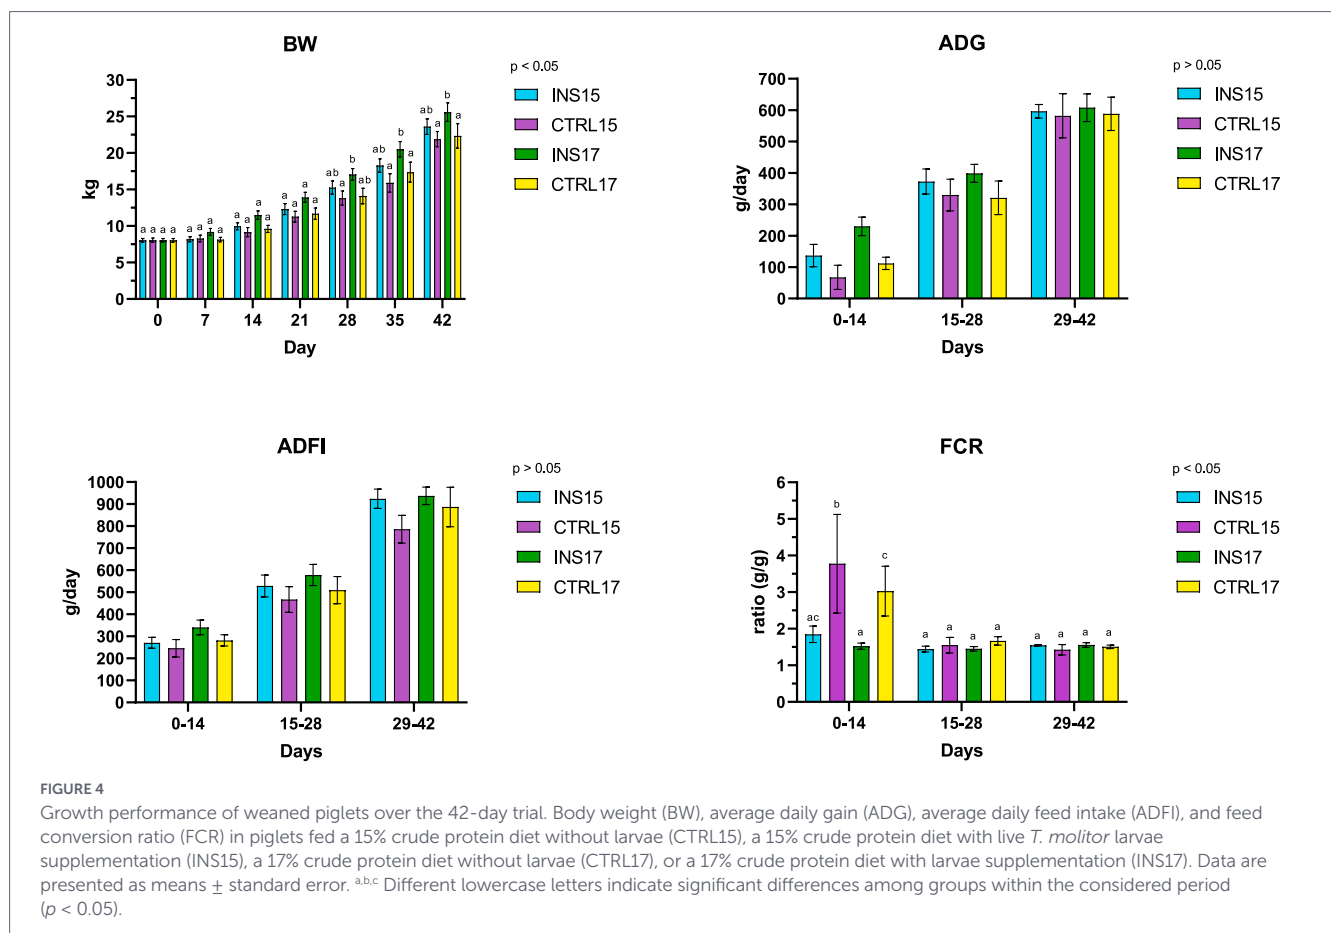 BW
p < 0.05
INS15
CTRL15
INS17
CTRL17
kg
30
25
20
15
10
5
0
a a a a
a a a a
a a a a
a a a a
ab a b ab
ab a b a
ab a b a
0 7 14 21 28 35 42
Day
ADG
p > 0.05
INS15
CTRL15
INS17
CTRL17
g/day
700
600
500
400
300
200
100
0
0-14 15-28 29-42
Days
ADFI
p > 0.05
INS15
CTRL15
INS17
CTRL17
g/day
1000
900
800
700
600
500
400
300
200
100
0
0-14 15-28 29-42
Days
FCR
p < 0.05
INS15
CTRL15
INS17
CTRL17
ratio (g/g)
6
5
4
3
2
1
0
ac b a c
a a a a
a a a a
0-14 15-28 29-42
Days
FIGURE 4
Growth performance of weaned piglets over the 42-day trial. Body weight (BW), average daily gain (ADG), average daily feed intake (ADFI), and feed
conversion ratio (FCR) in piglets fed a 15% crude protein diet without larvae (CTRL15), a 15% crude protein diet with live T. molitor larvae
supplementation (INS15), a 17% crude protein diet without larvae (CTRL17), or a 17% crude protein diet with larvae supplementation (INS17). Data are
presented as means ± standard error. a,b,c Different lowercase letters indicate significant differences among groups within the considered period
(p < 0.05).